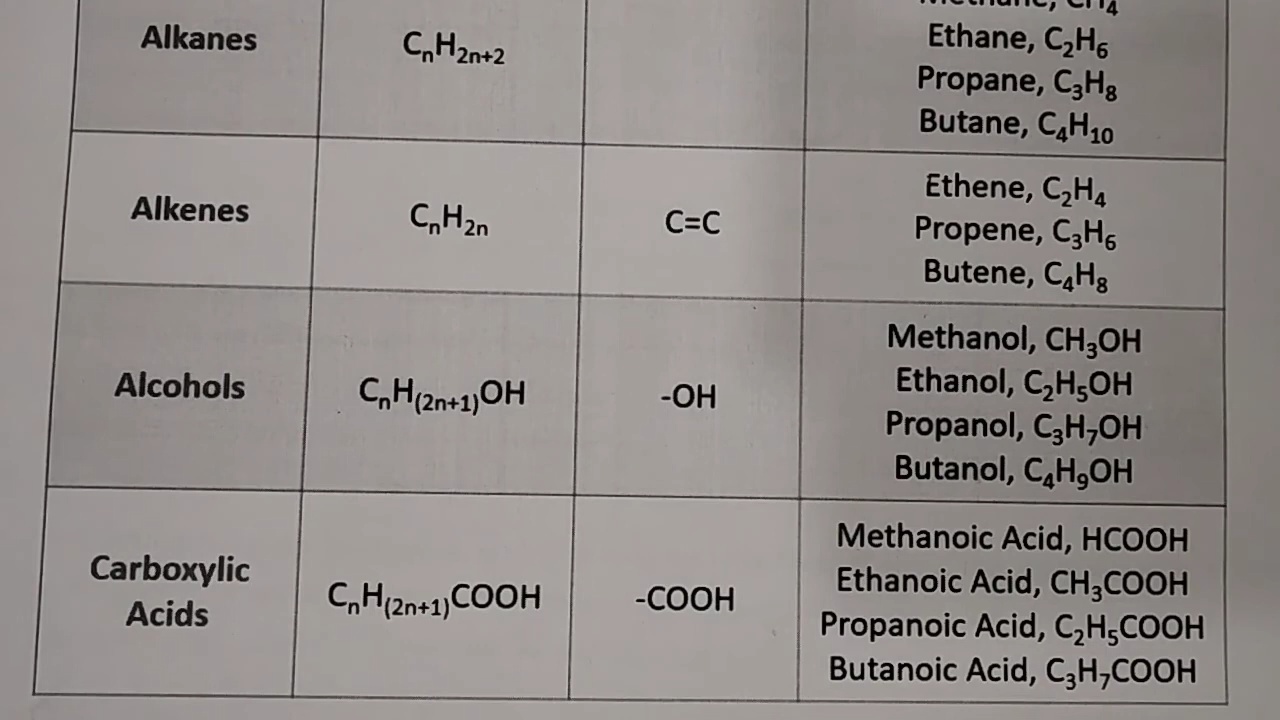 Ethane, C₂H₆
Alkanes
CₙH₂ₙ₊₂
Propane, C₃H₈
Butane, C₄H₁₀
Alkenes
CₙH₂ₙ
C=C
Ethene, C₂H₄
Propene, C₃H₆
Butene, C₄H₈
Alcohols
CₙH₍₂ₙ₊₁₎OH
-OH
Methanol, CH₃OH
Ethanol, C₂H₅OH
Propanol, C₃H₇OH
Butanol, C₄H₉OH
Carboxylic
Acids
CₙH₍₂ₙ₊₁₎COOH
-COOH
Methanoic Acid, HCOOH
Ethanoic Acid, CH₃COOH
Propanoic Acid, C₂H₅COOH
Butanoic Acid, C₃H₇COOH